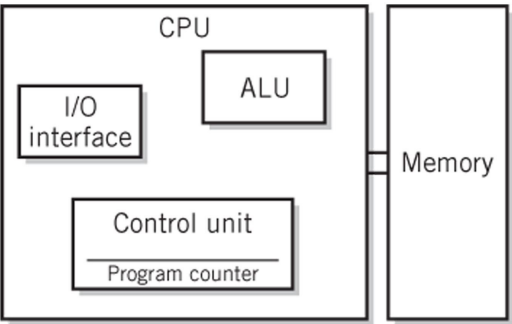 CPU
ALU
I/O
interface
Memory
Control unit
Program counter